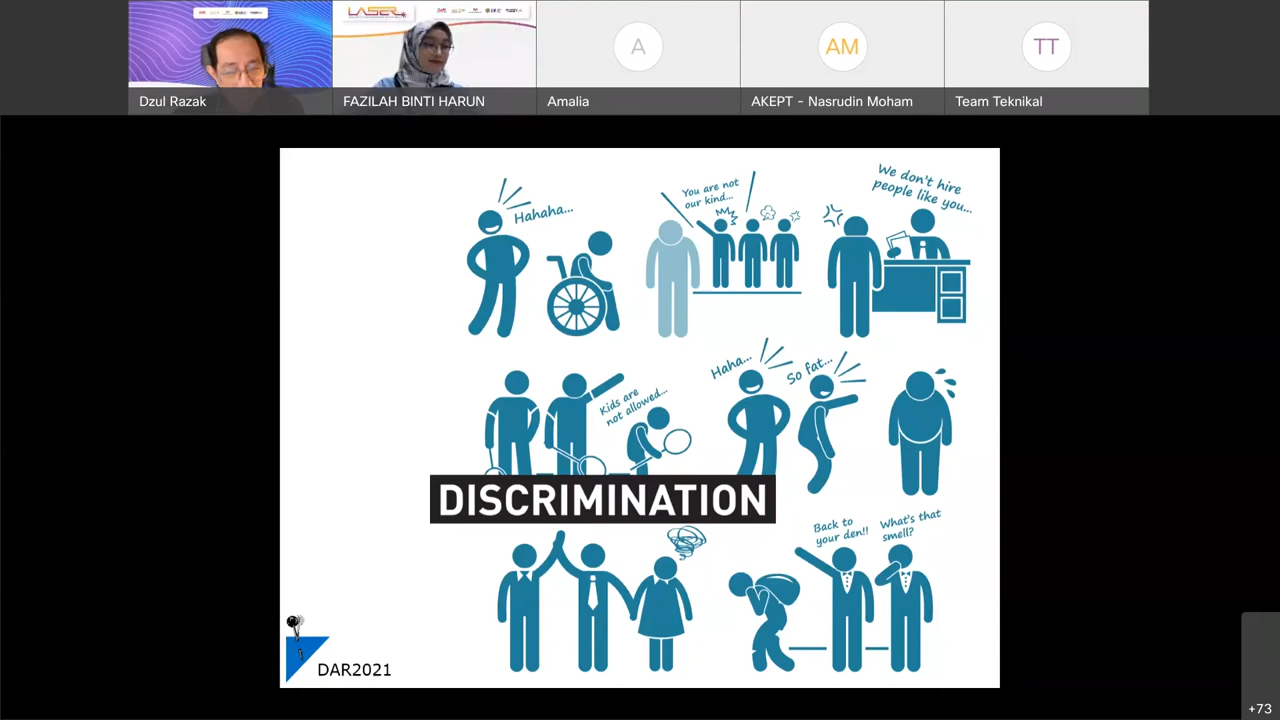 LASER
Dzul Razak
FAZILAH BINTI HARUN
A
Amalia
AM
AKEPT - Nasrudin Moham
TT
Team Teknikal
Hahaha...
You are not
our kind...
We don't hire
people like you...
Kids are
not allowed...
Haha...
So fat...
DISCRIMINATION
Back to
your den!!
What's that
smell?
DAR2021
+73